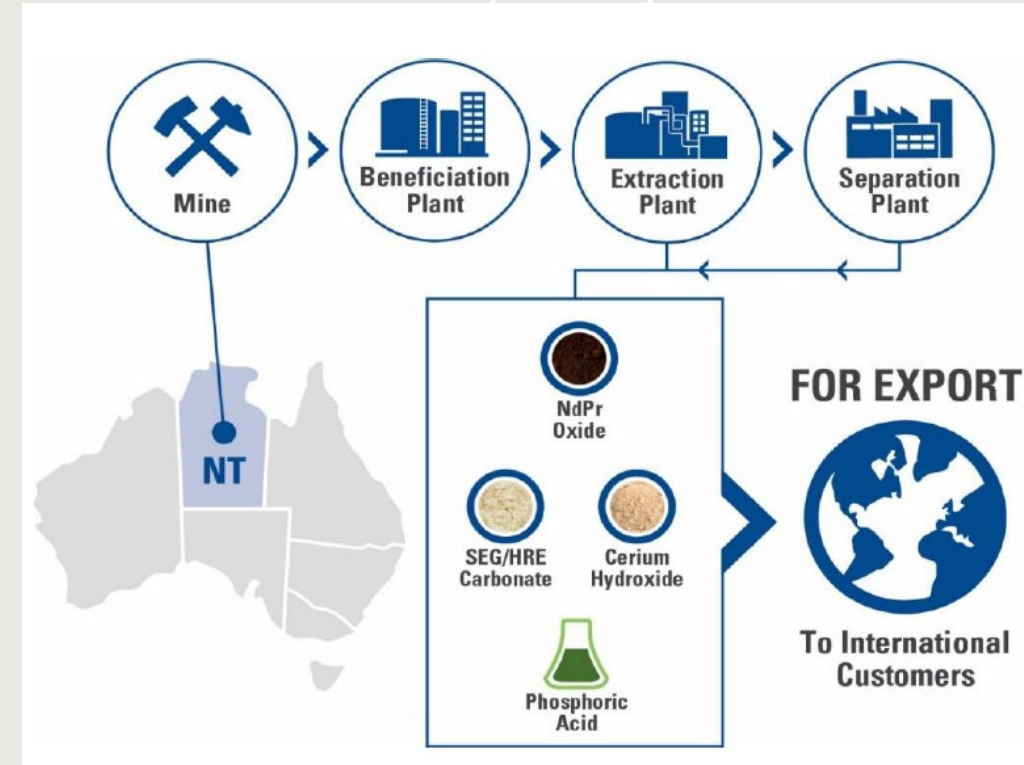 Mine
Beneficiation
Plant
Extraction
Plant
Separation
Plant
NT
NdPr
Oxide
SEG/HRE
Carbonate
Cerium
Hydroxide
Phosphoric
Acid
FOR EXPORT
To International
Customers